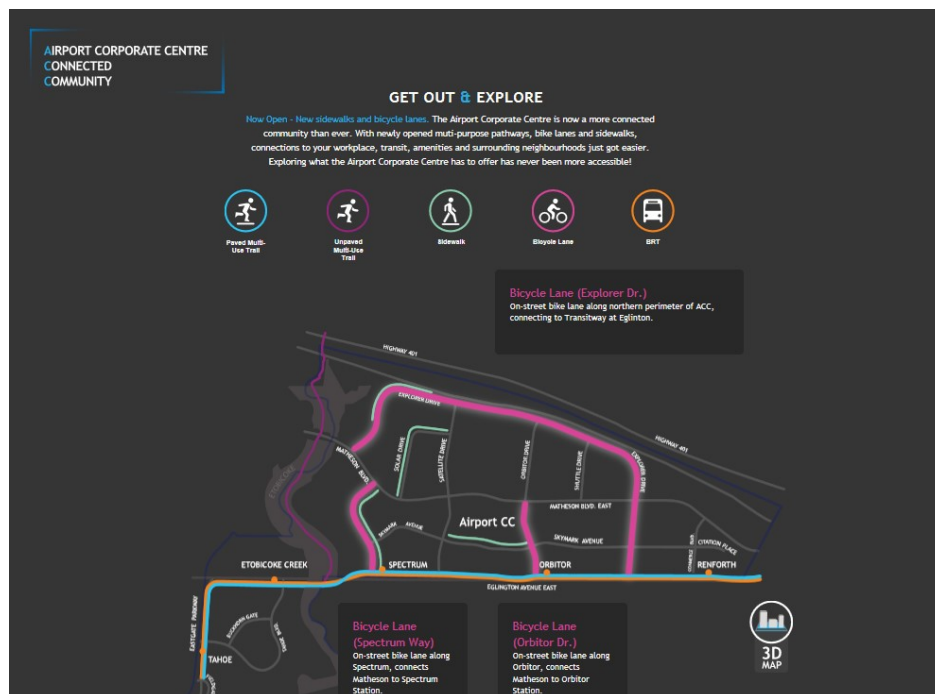 AIRPORT CORPORATE CENTRE
CONNECTED
COMMUNITY
GET OUT & EXPLORE
Now Open - New sidewalks and bicycle lanes. The Airport Corporate Centre is now a more connected
community than ever. With newly opened muti-purpose pathways, bike lanes and sidewalks,
connections to your workplace, transit, amenities and surrounding neighbourhoods just got easier.
Exploring what the Airport Corporate Centre has to offer has never been more accessible!
Paved Multi-
Use Trail
Unpaved
Multi-Use
Trail
Sidewalk
Bicycle Lane
BRT
Bicycle Lane (Explorer Dr.)
On-street bike lane along northern perimeter of ACC,
connecting to Transitway at Eglinton.
HIGHWAY 401
EXPLORER DRIVE
HIGHWAY 401
MATHESON BLVD.
SOLAR DRIVE
SATELLITE DRIVE
ORBITOR DRIVE
SHUTTLE DRIVE
EXPLORER DRIVE
ETOBICOKE
MATHESON BLVD. EAST
SKYMARK AVENUE
Airport CC
SKYMARK AVENUE
CITATION PLACE
ETOBICOKE CREEK
SPECTRUM
ORBITOR
RENFORTH
EGLINGTON AVENUE EAST
EASTGATE PARKWAY
BUCKHORN GATE
TAHOE
3D
MAP
Bicycle Lane
(Spectrum Way)
On-street bike lane along
Spectrum, connects
Matheson to Spectrum
Station.
Bicycle Lane
(Orbitor Dr.)
On-street bike lane along
Orbitor, connects
Matheson to Orbitor
Station.